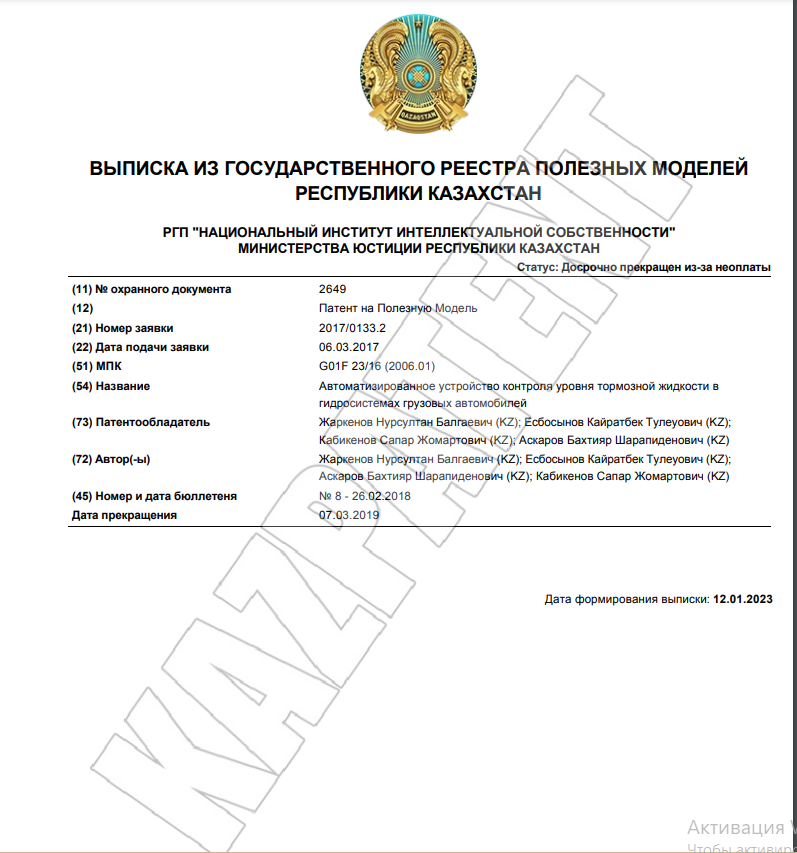 QAZAQSTAN
ВЫПИСКА ИЗ ГОСУДАРСТВЕННОГО РЕЕСТРА ПОЛЕЗНЫХ МОДЕЛЕЙ
РЕСПУБЛИКИ КАЗАХСТАН
РГП "НАЦИОНАЛЬНЫЙ ИНСТИТУТ ИНТЕЛЛЕКТУАЛЬНОЙ СОБСТВЕННОСТИ"
МИНИСТЕРСТВА ЮСТИЦИИ РЕСПУБЛИКИ КАЗАХСТАН
Статус: Досрочно прекращен из-за неоплаты
(11) № охранного документа 2649
(12) Патент на Полезную Модель
(21) Номер заявки 2017/0133.2
(22) Дата подачи заявки 06.03.2017
(51) МПК G01F 23/16 (2006.01)
(54) Название Автоматизированное устройство контроля уровня тормозной жидкости в
гидросистемах грузовых автомобилей
(73) Патентообладатель Жаркенов Нурсултан Балгаевич (KZ); Есбосынов Кайратбек Тулеуович (KZ);
Кабикенов Сапар Жомартович (KZ); Аскаров Бахтияр Шарапиденович (KZ)
(72) Автор(-ы) Жаркенов Нурсултан Балгаевич (KZ); Есбосынов Кайратбек Тулеуович (KZ);
Аскаров Бахтияр Шарапиденович (KZ); Кабикенов Сапар Жомартович (KZ)
(45) Номер и дата бюллетеня № 8 - 26.02.2018
Дата прекращения 07.03.2019
Дата формирования выписки: 12.01.2023
KAZPATENT
Активация
Чтобы